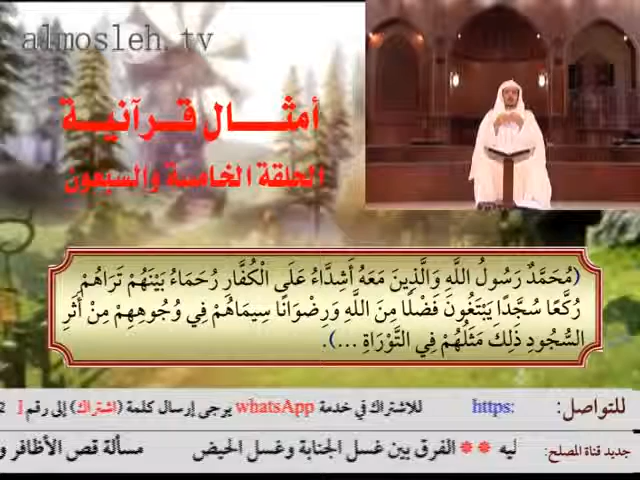 almosleh.tv
أمثال قرآنية
الحلقة الخامسة والسبعون
(مُحَمَّدٌ رَسُولُ اللَّهِ وَالَّذِينَ مَعَهُ أَشِدَّاءُ عَلَى الْكُفَّارِ رُحَمَاءُ بَيْنَهُمْ تَرَاهُمْ
رُكَّعًا سُجَّدًا يَبْتَغُونَ فَضْلًا مِنَ اللَّهِ وَرِضْوَانًا سِيمَاهُمْ فِي وُجُوهِهِمْ مِنْ أَثَرِ
السُّجُودِ ذَلِكَ مَثَلُهُمْ فِي التَّوْرَاةِ ...).
للتواصل: https: للاشتراك في خدمة whatsApp يرجى إرسال كلمة (اشتراك) إلى رقم
جديد قناة المصلح: ليه ** الفرق بين غسل الجنابة وغسل الحيض مسألة قص الأظافر و